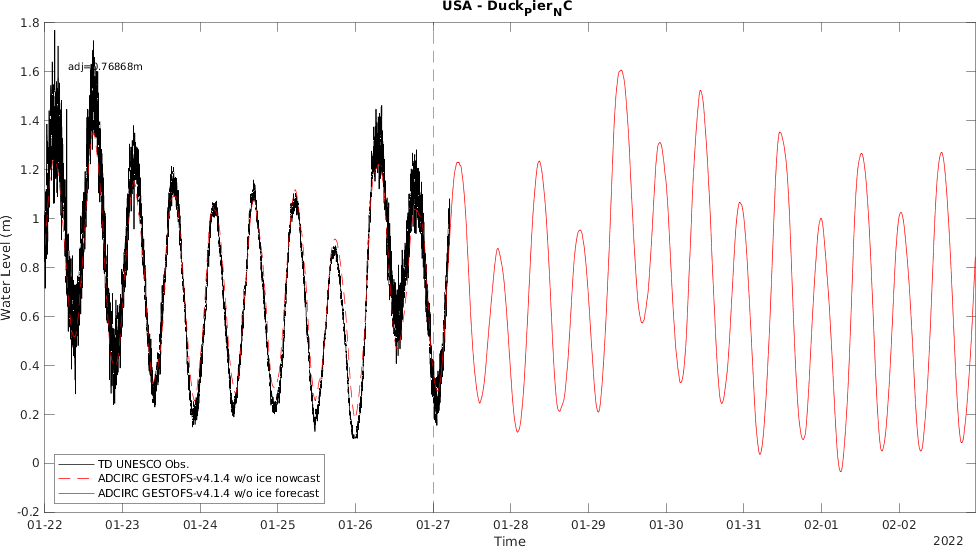 USA - DuckPierNC
1.8
1.6
1.4
1.2
1
0.8
0.6
0.4
0.2
0
-0.2
Water Level (m)
adj=0.76868m
TD UNESCO Obs.
ADCIRC GESTOFS-v4.1.4 w/o ice nowcast
ADCIRC GESTOFS-v4.1.4 w/o ice forecast
01-22 01-23 01-24 01-25 01-26 01-27 01-28 01-29 01-30 01-31 02-01 02-02
Time
2022